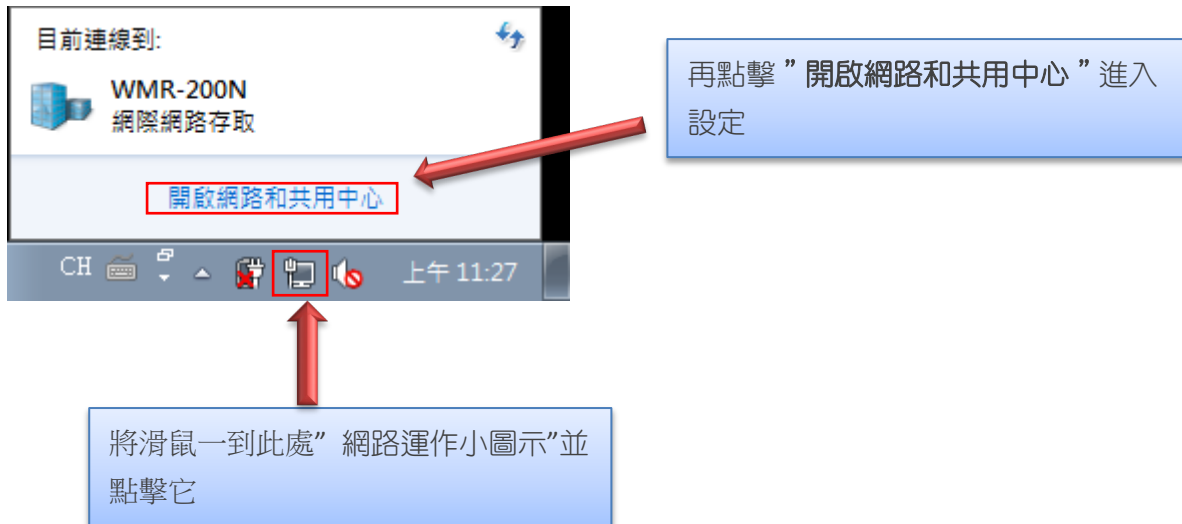 目前連線到:
WMR-200N
網際網路存取
開啟網路和共用中心
CH
上午 11:27
再點擊 ” 開啟網路和共用中心 ” 進入
設定
將滑鼠一到此處” 網路運作小圖示”並
點擊它